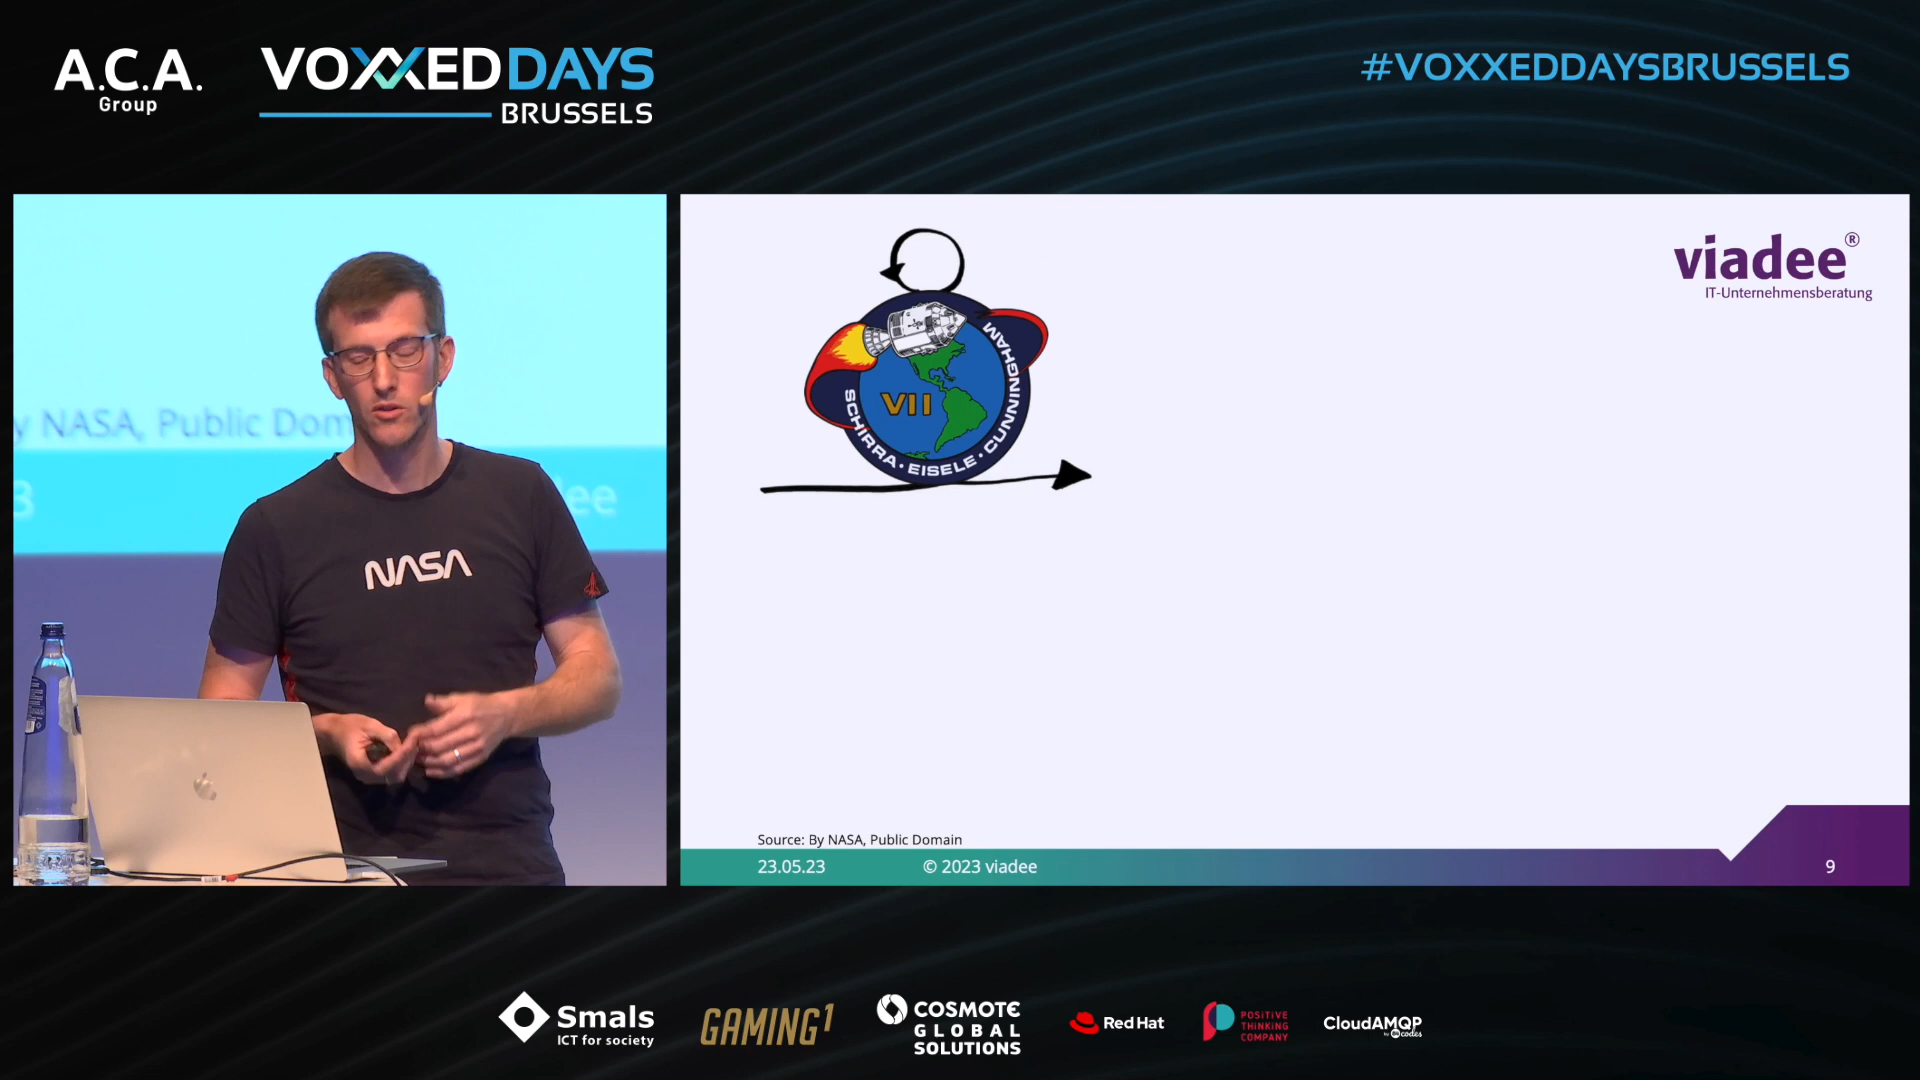 A.C.A.
Group
VOXXEDDAYS
BRUSSELS
#VOXXEDDAYSBRUSSELS
y NASA, Public Dom
3
dee
NASA
viadee®
IT-Unternehmensberatung
VII
SCHIRRA · EISELE · CUNNINGHAM
Source: By NASA, Public Domain
23.05.23
© 2023 viadee
9
Smals
ICT for society
GAMING1
COSMOTE
GLOBAL
SOLUTIONS
Red Hat
POSITIVE
THINKING
COMPANY
CloudAMQP